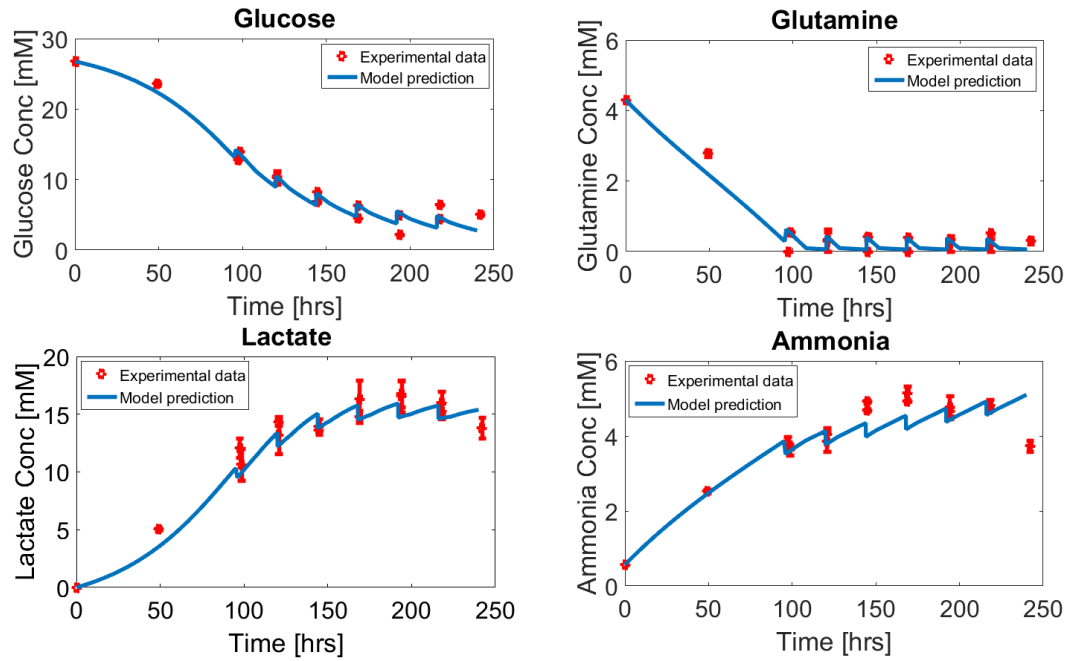 Glucose
Glucose Conc [mM]
30
20
10
0
Experimental data
Model prediction
0 50 100 150 200 250
Time [hrs]
Glutamine
Glutamine Conc [mM]
6
4
2
0
Experimental data
Model prediction
0 50 100 150 200 250
Time [hrs]
Lactate
Lactate Conc [mM]
20
15
10
5
0
Experimental data
Model prediction
0 50 100 150 200 250
Time [hrs]
Ammonia
Ammonia Conc [mM]
6
4
2
0
Experimental data
Model prediction
0 50 100 150 200 250
Time [hrs]